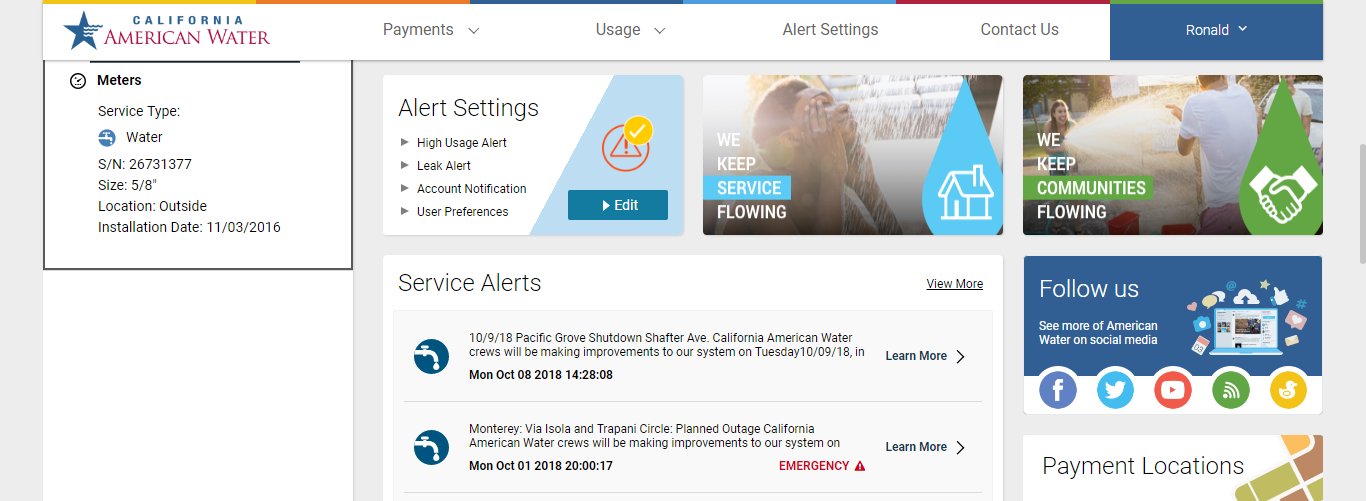 CALIFORNIA
AMERICAN WATER
Payments
Usage
Alert Settings
Contact Us
Ronald
Meters
Service Type:
Water
S/N: 26731377
Size: 5/8"
Location: Outside
Installation Date: 11/03/2016
Alert Settings
High Usage Alert
Leak Alert
Account Notification
User Preferences
Edit
WE
KEEP
SERVICE
FLOWING
WE
KEEP
COMMUNITIES
FLOWING
Service Alerts
View More
10/9/18 Pacific Grove Shutdown Shafter Ave. California American Water
crews will be making improvements to our system on Tuesday10/09/18, in
Mon Oct 08 2018 14:28:08
Learn More
Monterey: Via Isola and Trapani Circle: Planned Outage California
American Water crews will be making improvements to our system on
Mon Oct 01 2018 20:00:17
EMERGENCY
Learn More
Follow us
See more of American
Water on social media
Payment Locations